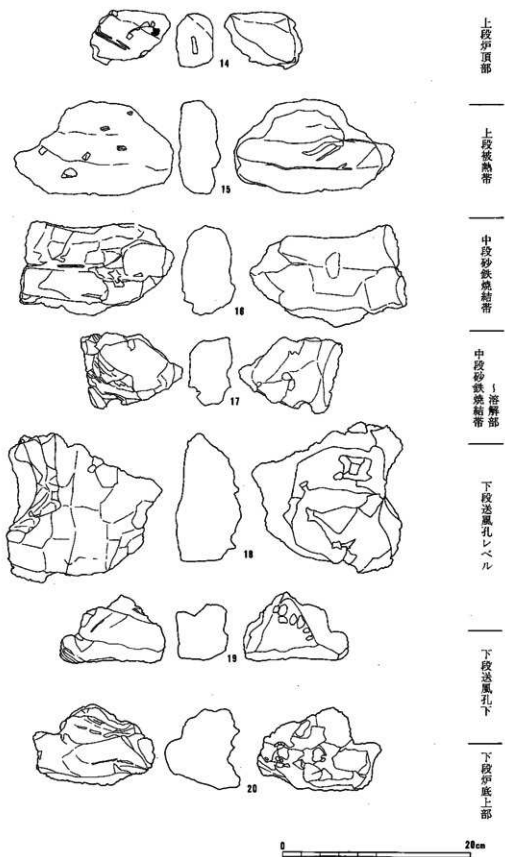 14
上段炉頂部
15
上段被熱帯
16
中段砂鉄焼結帯
17
中段砂鉄焼結帯
~溶解部
18
下段送風孔レベル
19
下段送風孔下
20
下段炉底上部
0 20cm